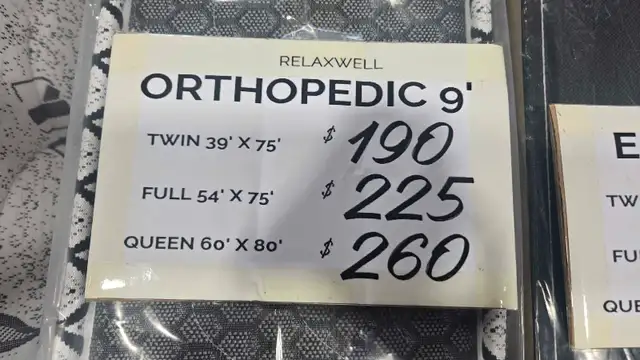 RELAXWELL
ORTHOPEDIC 9'
TWIN 39' X 75' $ 190
FULL 54' X 75' $ 225
QUEEN 60' X 80' $ 260